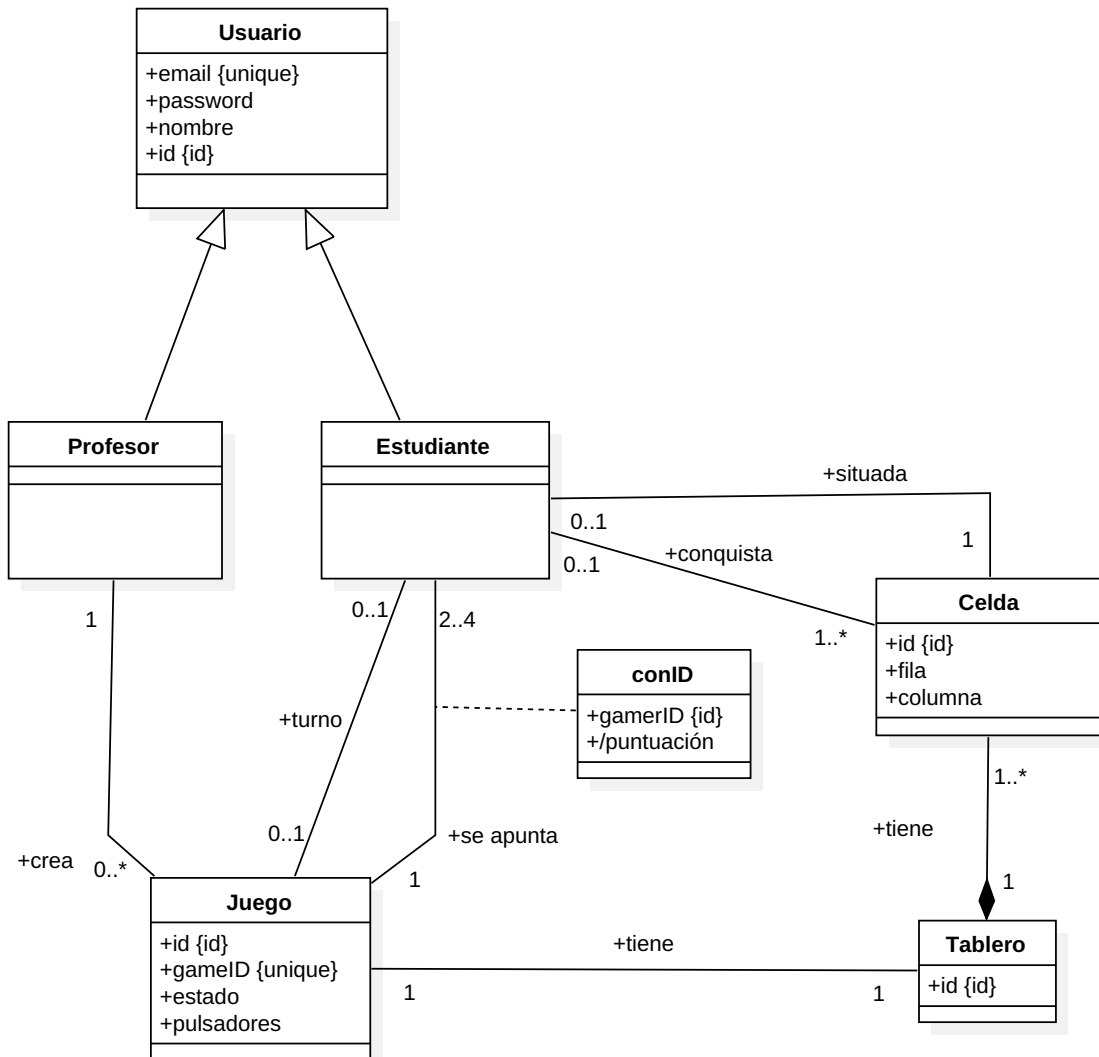 Usuario
+email {unique}
+password
+nombre
+id {id}
Profesor
Estudiante
+situada
0..1
1
+conquista
0..1
1..*
Celda
+id {id}
+fila
+columna
1
0..1
2..4
conID
+gamerID {id}
+/puntuación
+turno
1..*
+tiene
1
0..1
+se apunta
1
+crea
0..*
Juego
+id {id}
+gameID {unique}
+estado
+pulsadores
+tiene
1
1
Tablero
+id {id}